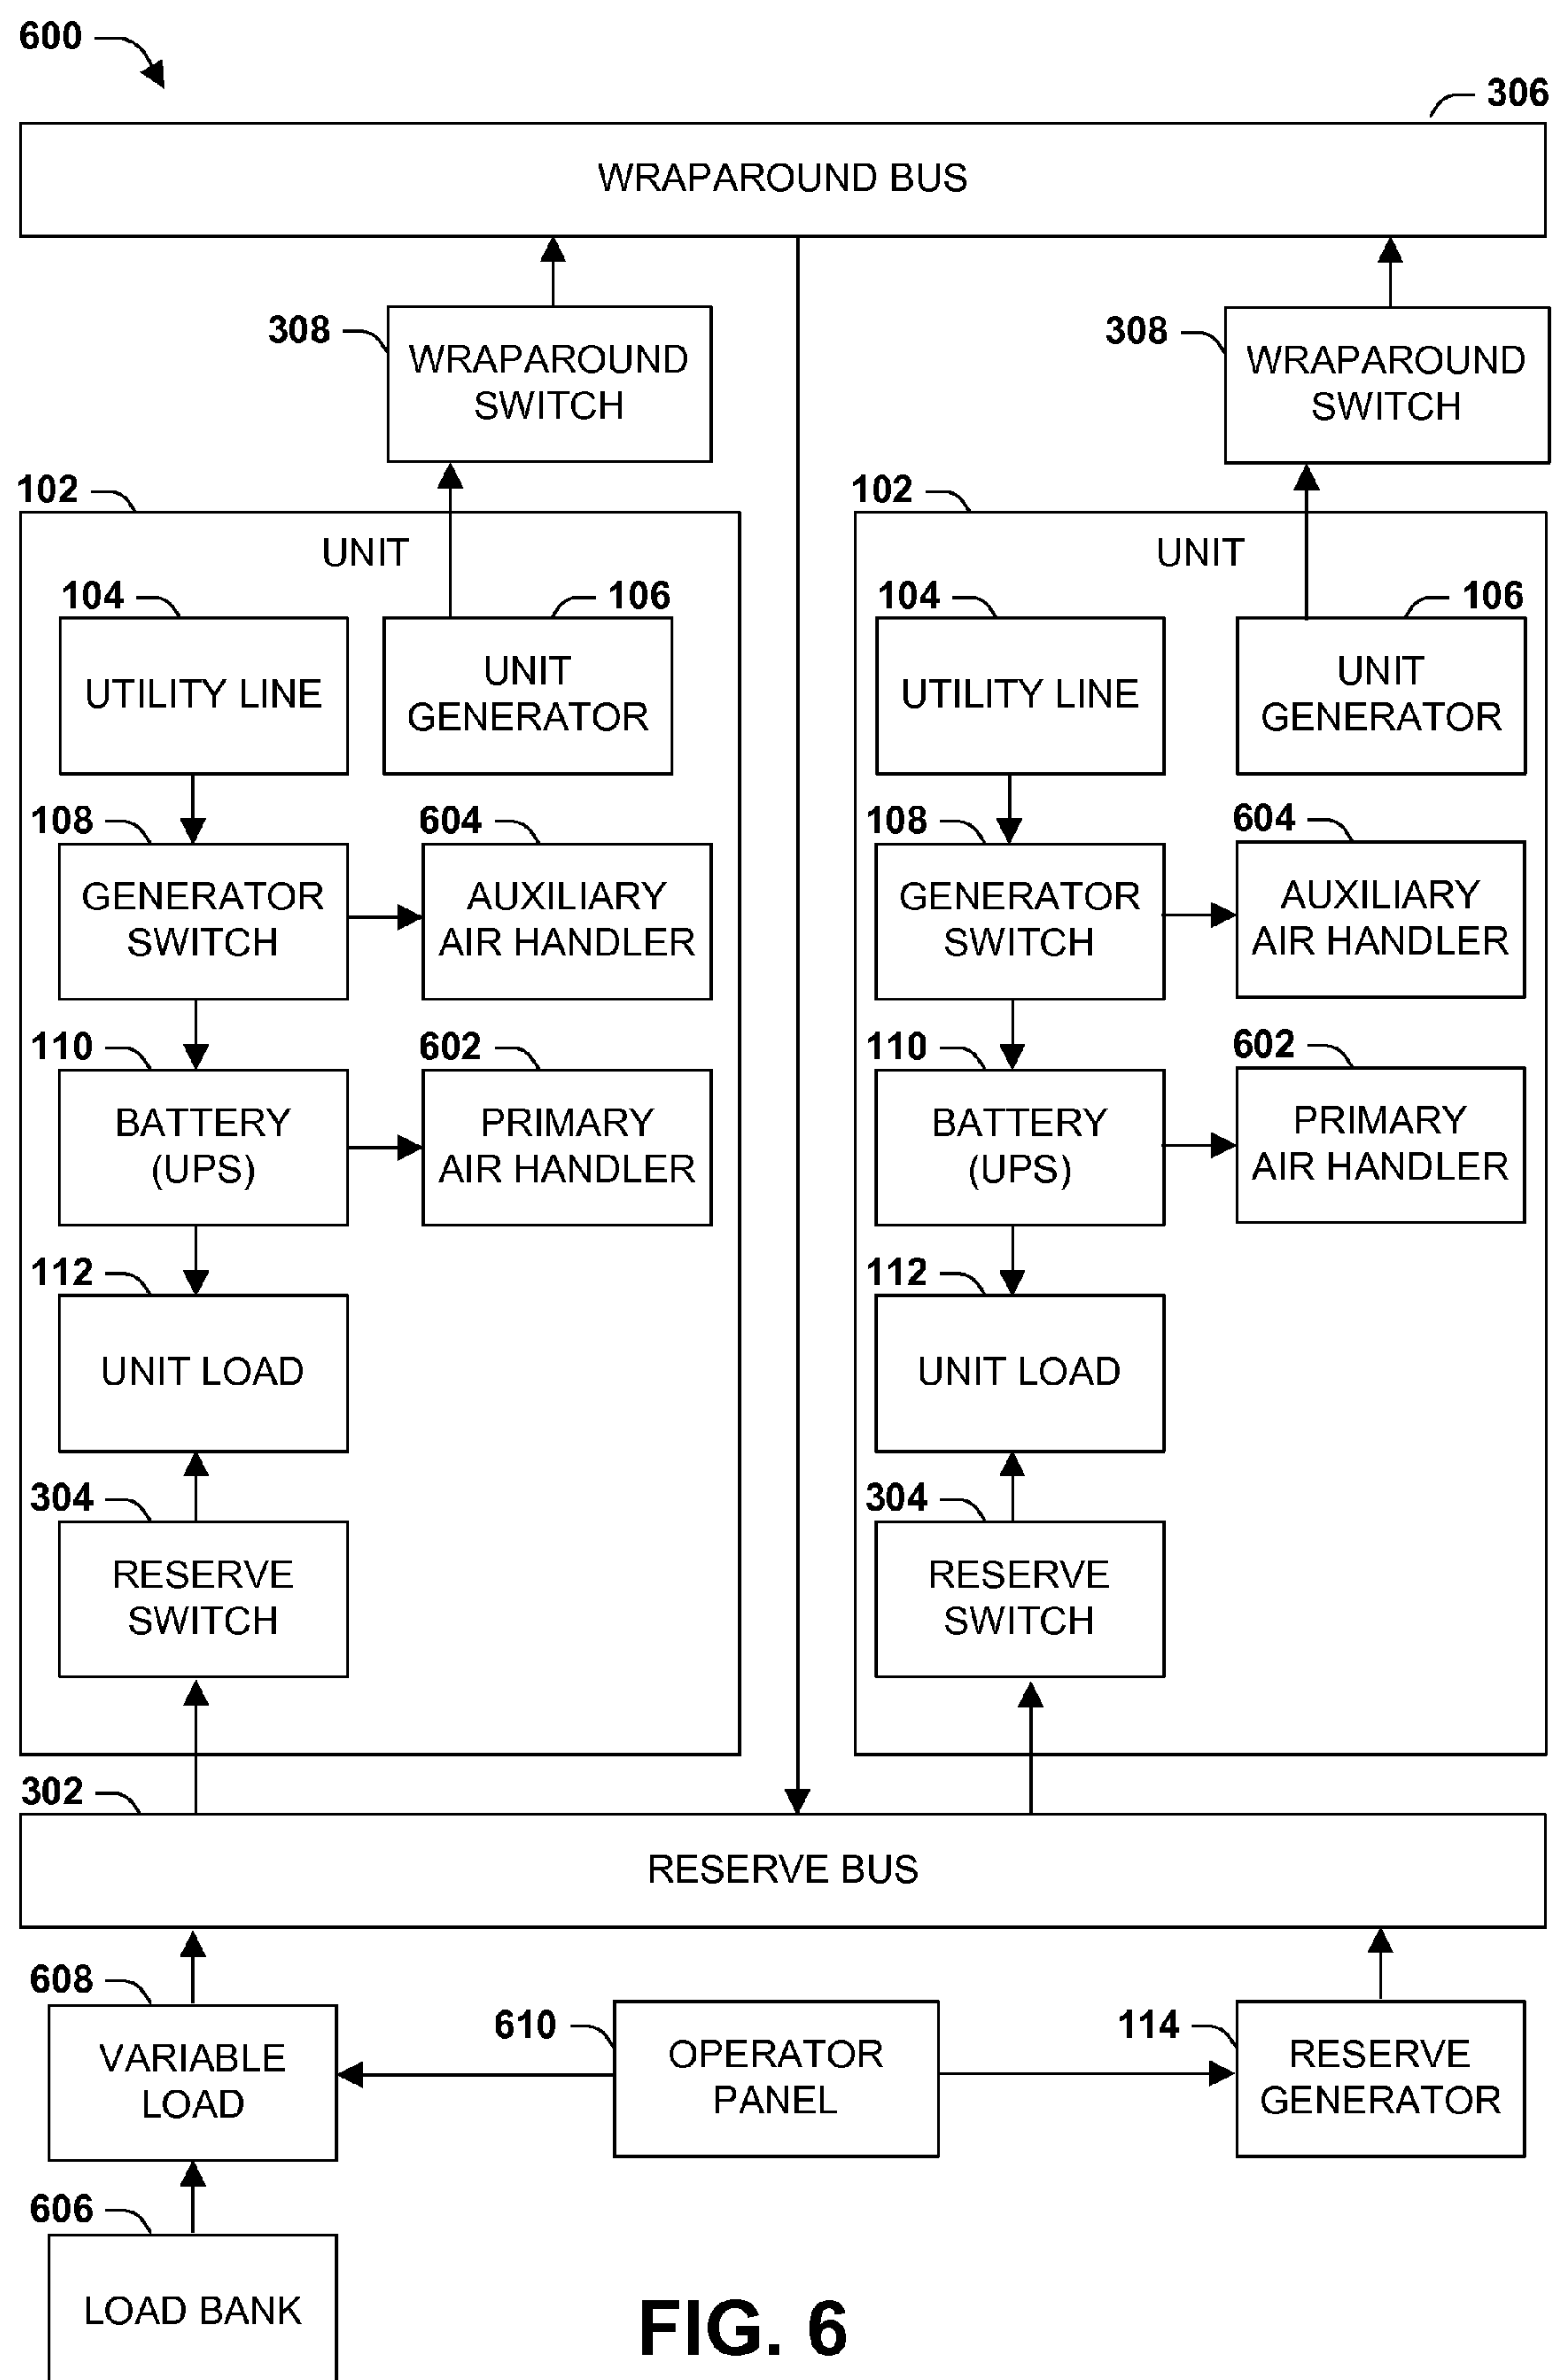 600
306
WRAPAROUND BUS
308
WRAPAROUND
SWITCH
308
WRAPAROUND
SWITCH
102
UNIT
104
UTILITY LINE
106
UNIT
GENERATOR
108
GENERATOR
SWITCH
604
AUXILIARY
AIR HANDLER
110
BATTERY
(UPS)
602
PRIMARY
AIR HANDLER
112
UNIT LOAD
304
RESERVE
SWITCH
102
UNIT
104
UTILITY LINE
106
UNIT
GENERATOR
108
GENERATOR
SWITCH
604
AUXILIARY
AIR HANDLER
110
BATTERY
(UPS)
602
PRIMARY
AIR HANDLER
112
UNIT LOAD
304
RESERVE
SWITCH
302
RESERVE BUS
608
VARIABLE
LOAD
610
OPERATOR
PANEL
114
RESERVE
GENERATOR
606
LOAD BANK
FIG. 6